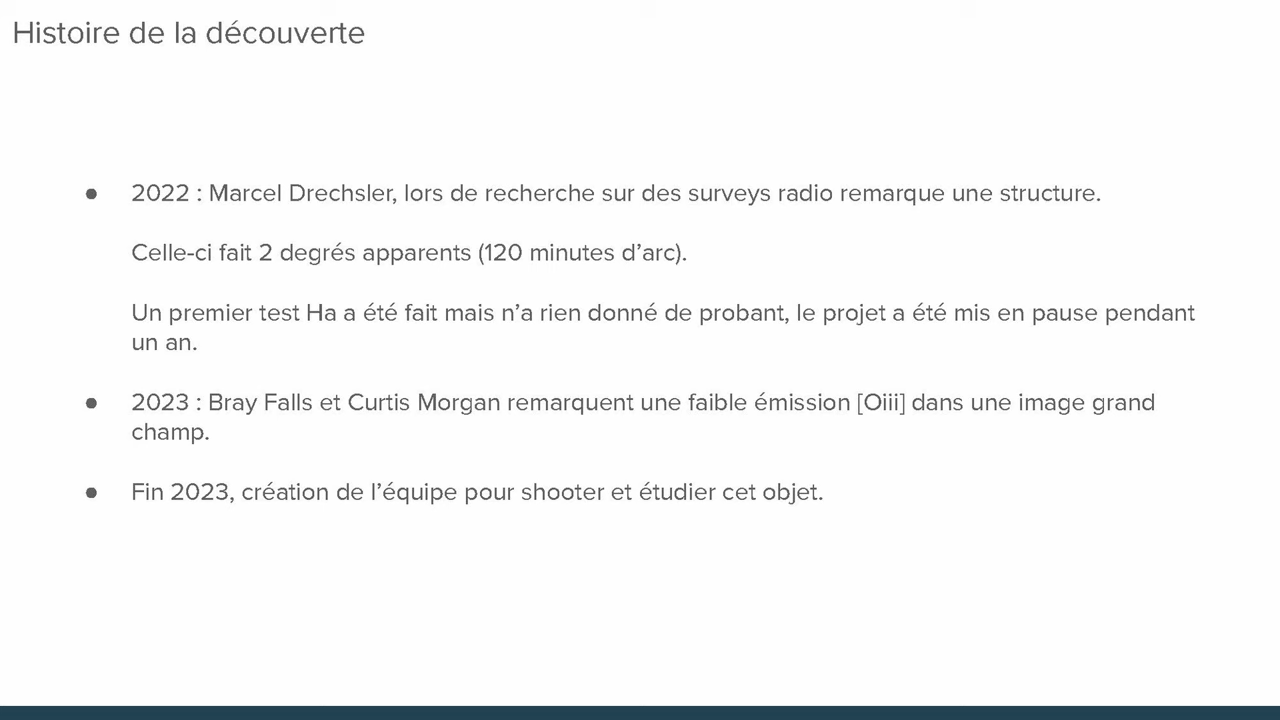 Histoire de la découverte
● 2022 : Marcel Drechsler, lors de recherche sur des surveys radio remarque une structure.
Celle-ci fait 2 degrés apparents (120 minutes d’arc).
Un premier test Ha a été fait mais n’a rien donné de probant, le projet a été mis en pause pendant
un an.
● 2023 : Bray Falls et Curtis Morgan remarquent une faible émission [Oiii] dans une image grand
champ.
● Fin 2023, création de l’équipe pour shooter et étudier cet objet.